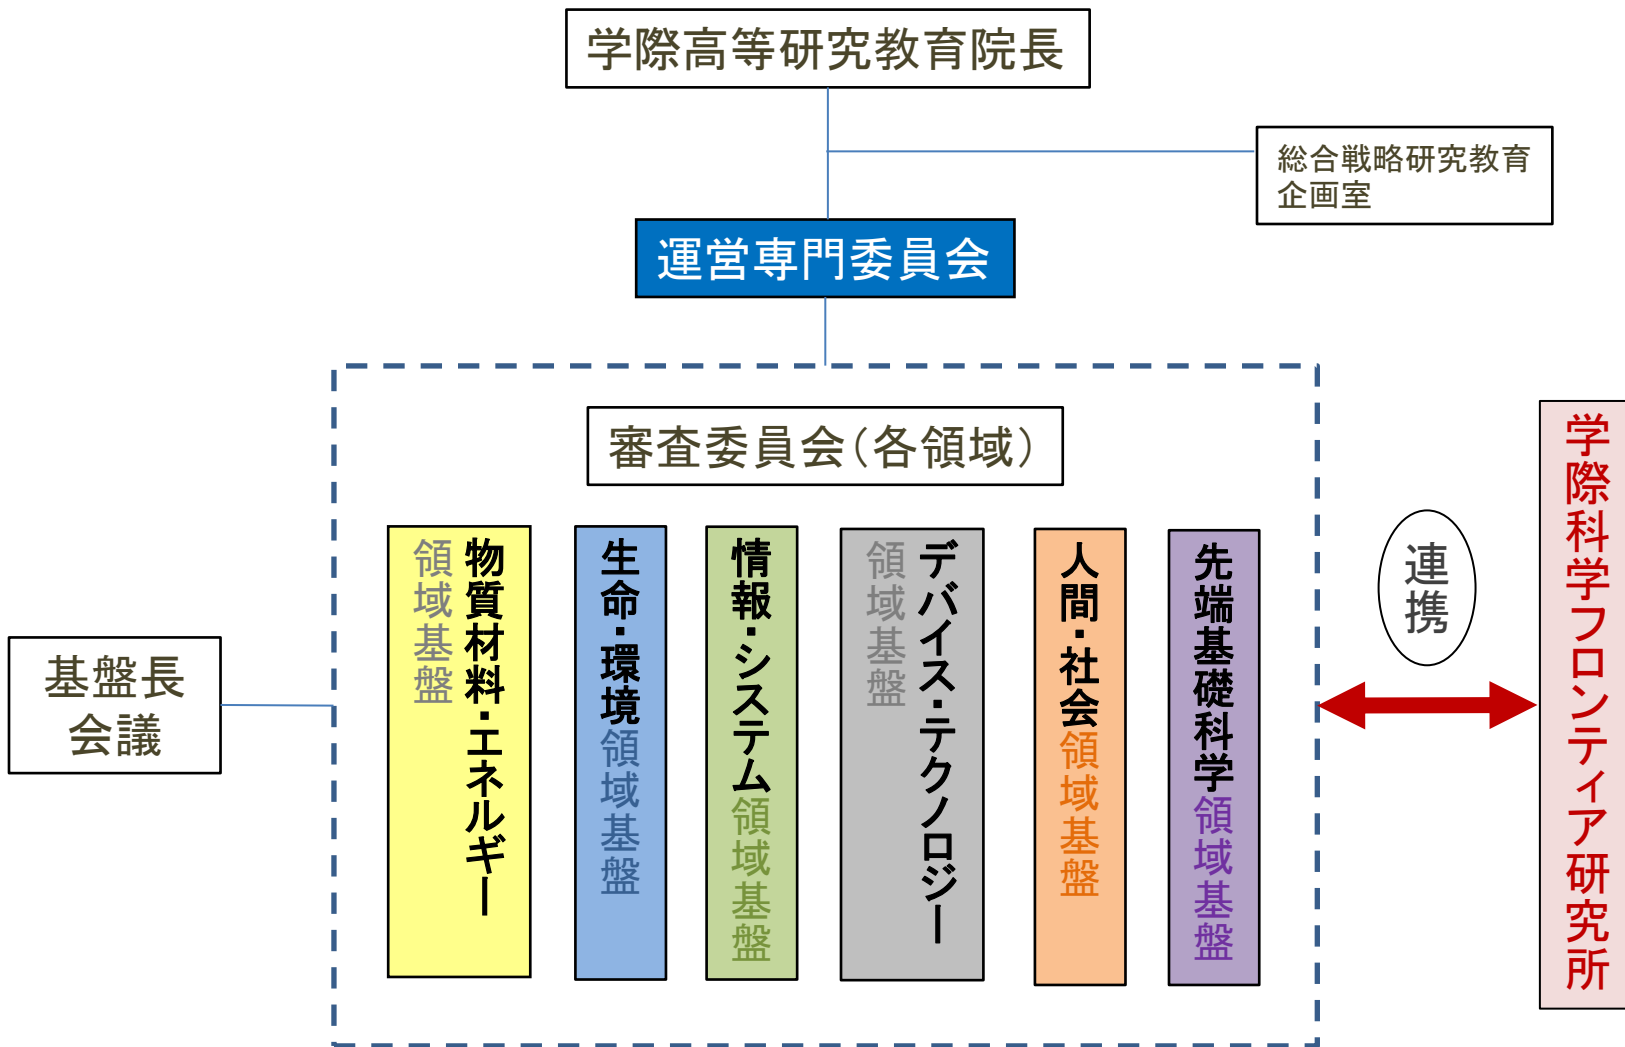 学際高等研究教育院長
総合戦略研究教育
企画室
運営専門委員会
審査委員会(各領域)
物質材料・エネルギー
領域基盤
生命・環境領域基盤
情報・システム領域基盤
デバイス・テクノロジー
領域基盤
人間・社会領域基盤
先端基礎科学領域基盤
基盤長
会議
連携
学際科学フロンティア研究所